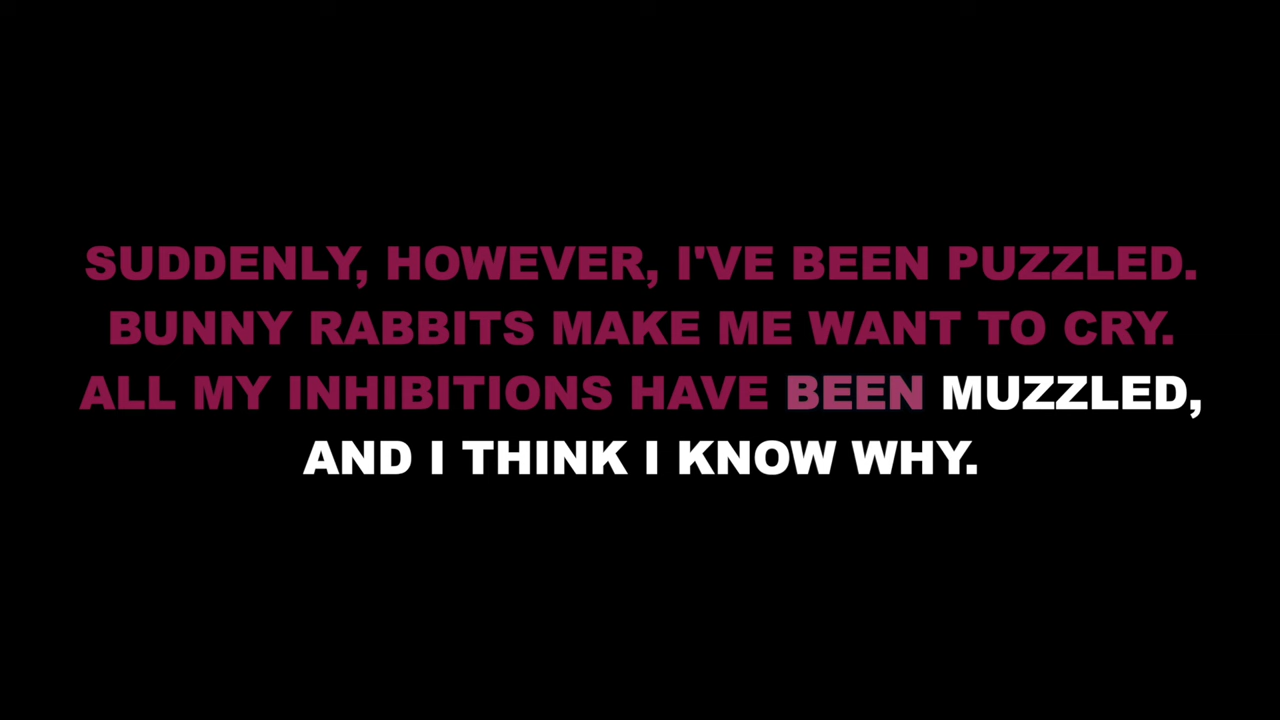 SUDDENLY, HOWEVER, I'VE BEEN PUZZLED.
BUNNY RABBITS MAKE ME WANT TO CRY.
ALL MY INHIBITIONS HAVE BEEN MUZZLED,
AND I THINK I KNOW WHY.